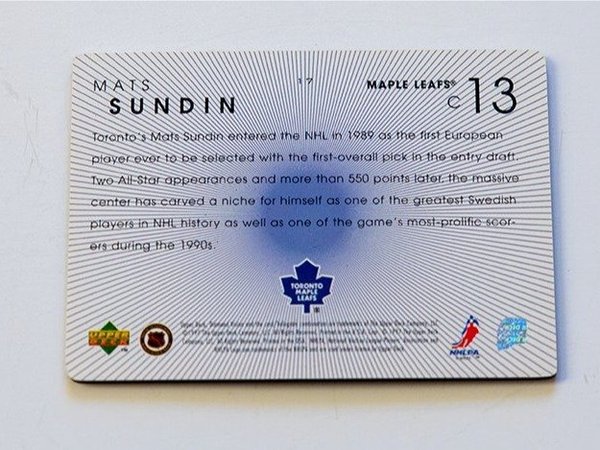 MATS
SUNDIN
17
MAPLE LEAFS®
C 13
Toronto's Mats Sundin entered the NHL in 1989 as the first European
player ever to be selected with the first-overall pick in the entry draft.
Two All-Star appearances and more than 550 points later, the massive
center has carved a niche for himself as one of the greatest Swedish
players in NHL history as well as one of the game's most-prolific scor-
ers during the 1990s.
TORONTO
MAPLE
LEAFS
UPPER
DECK
NHLPA